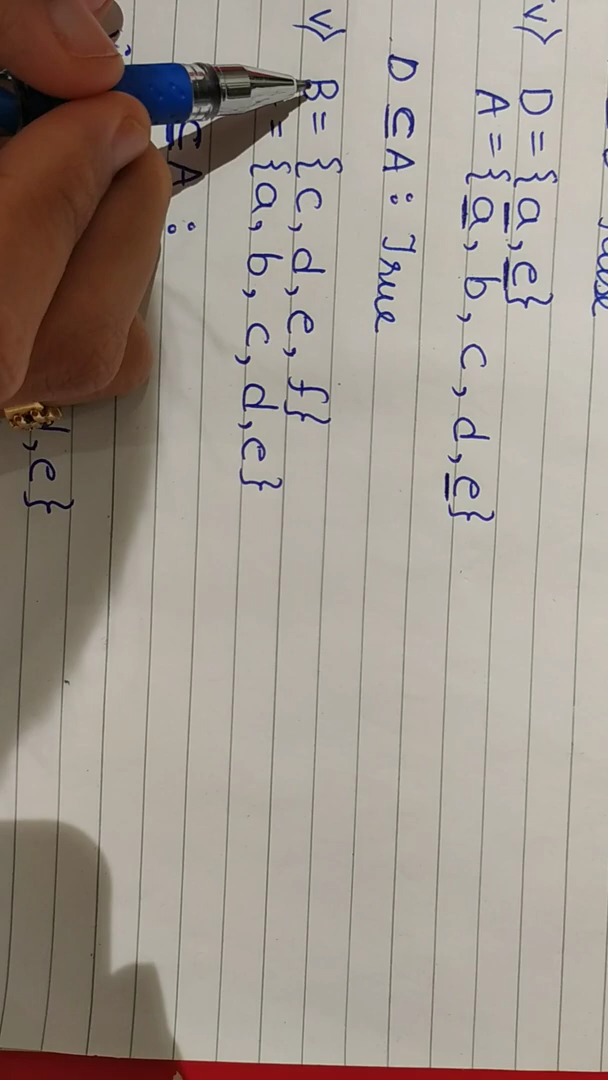 iv) D = {a, e}
A = {a, b, c, d, e}
D ⊆ A : True
v) B = {c, d, e, f}
= {a, b, c, d, e}
⊆ A :
d, e}